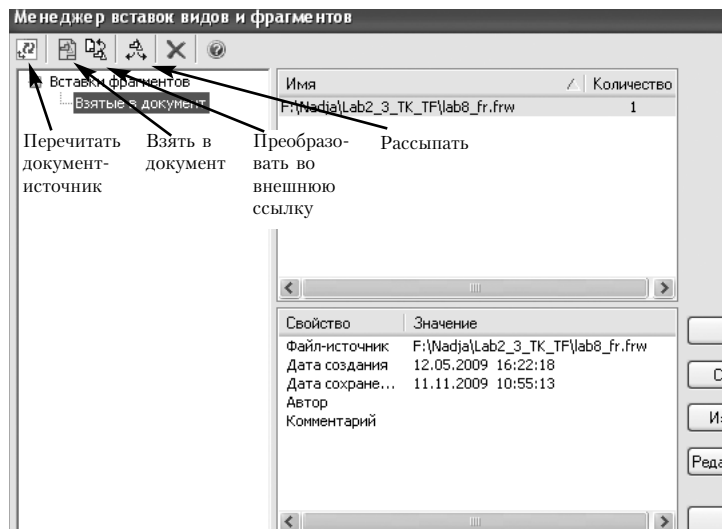 Менеджер вставок видов и фрагментов
Вставки фрагментов
Взятые в документ
Имя
Количество
F:\Nadja\Lab2_3_TK_TF\lab8_fr.frw
1
Перечитать
документ-
источник
Взять в
документ
Преобразо-
вать во
внешнюю
ссылку
Рассыпать
Свойство
Значение
Файл-источник
F:\Nadja\Lab2_3_TK_TF\lab8_fr.frw
Дата создания
12.05.2009 16:22:18
Дата сохране...
11.11.2009 10:55:13
Автор
Комментарий
Реда